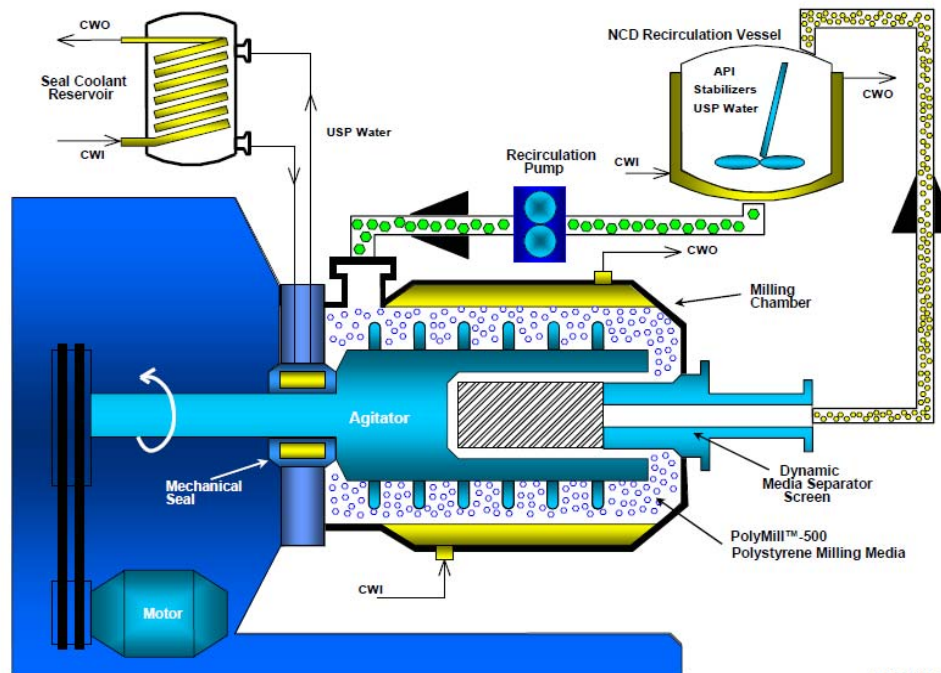 CWO
Seal Coolant
Reservoir
CWI
USP Water
NCD Recirculation Vessel
API
Stabilizers
USP Water
CWO
CWI
Recirculation
Pump
CWO
Milling
Chamber
Agitator
Mechanical
Seal
Dynamic
Media Separator
Screen
PolyMill™-500
Polystyrene Milling Media
CWI
Motor